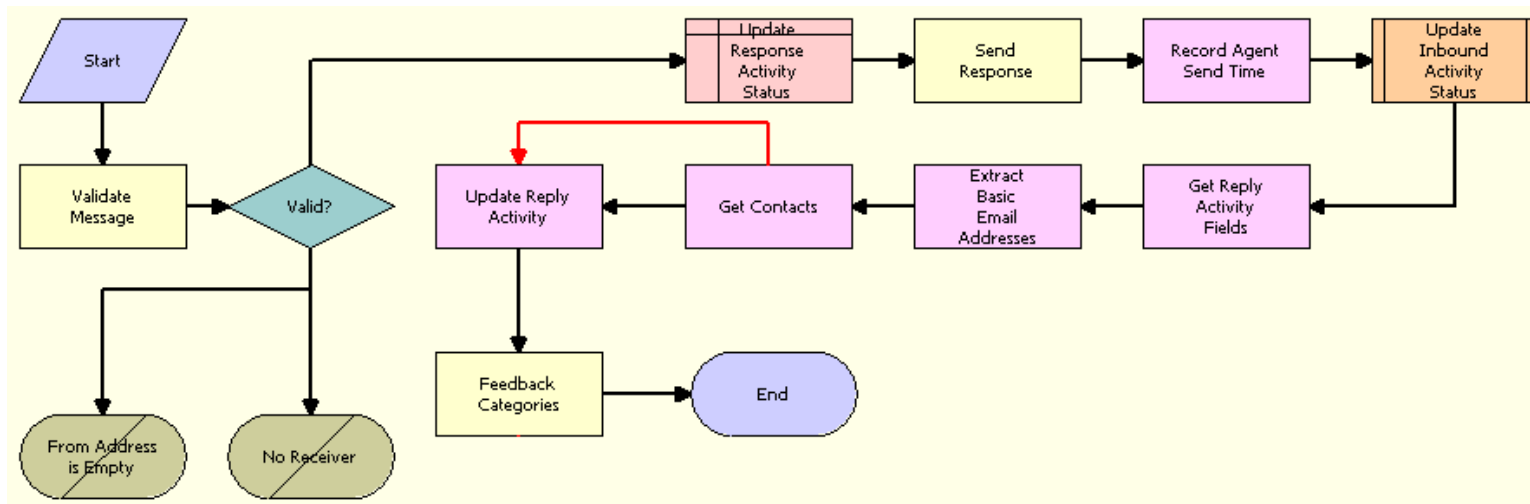 Start
Update
Response
Activity
Status
Send
Response
Record Agent
Send Time
Update
Inbound
Activity
Status
Validate
Message
Valid?
Update Reply
Activity
Get Contacts
Extract
Basic
Email
Addresses
Get Reply
Activity
Fields
From Address
is Empty
No Receiver
Feedback
Categories
End